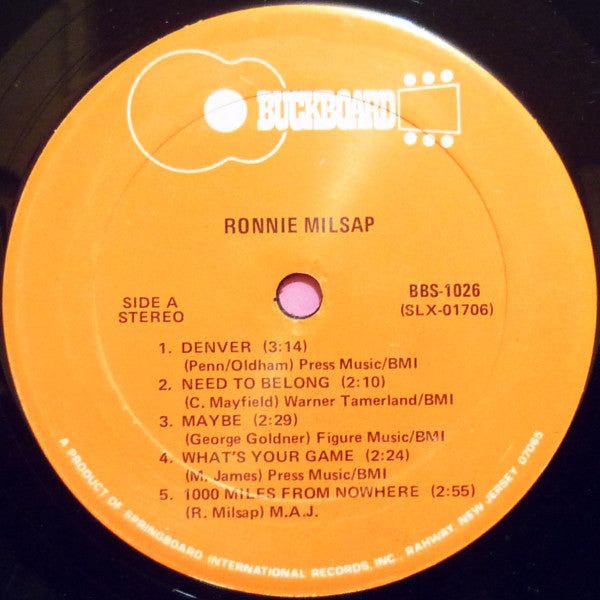 BUCKBOARD
RONNIE MILSAP
SIDE A
STEREO
BBS-1026
(SLX-01706)
1. DENVER (3:14)
(Penn/Oldham) Press Music/BMI
2. NEED TO BELONG (2:10)
(C. Mayfield) Warner Tamerland/BMI
3. MAYBE (2:29)
(George Goldner) Figure Music/BMI
4. WHAT'S YOUR GAME (2:24)
(M. James) Press Music/BMI
5. 1000 MILES FROM NOWHERE (2:55)
(R. Milsap) M.A.J.
A PRODUCT OF SPRINGBOARD INTERNATIONAL RECORDS, INC., RAHWAY, NEW JERSEY 07065